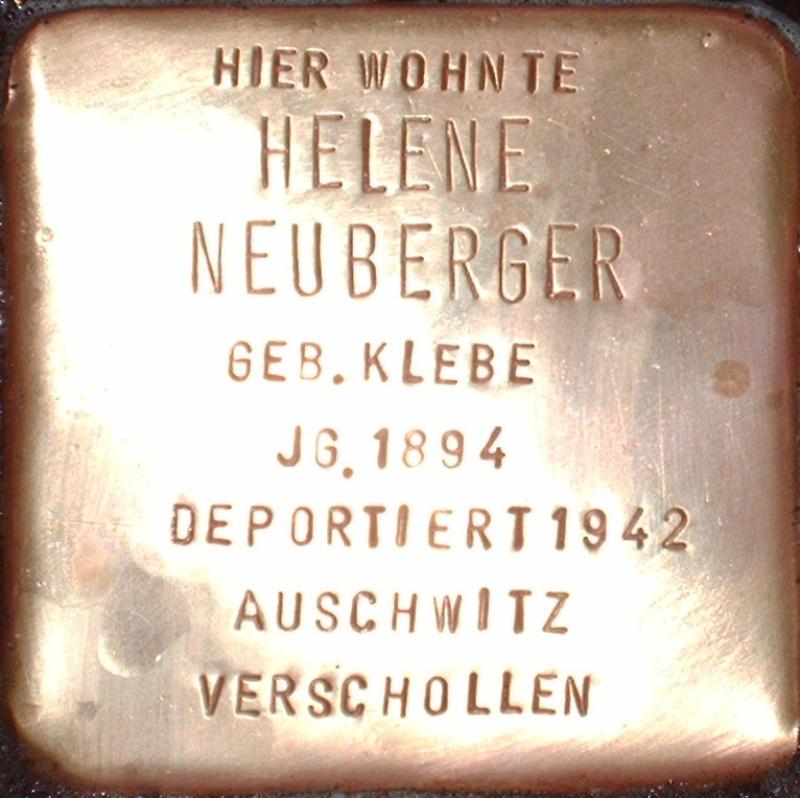 HIER WOHNTE
HELENE
NEUBERGER
GEB. KLEBE
JG. 1894
DEPORTIERT 1942
AUSCHWITZ
VERSCHOLLEN